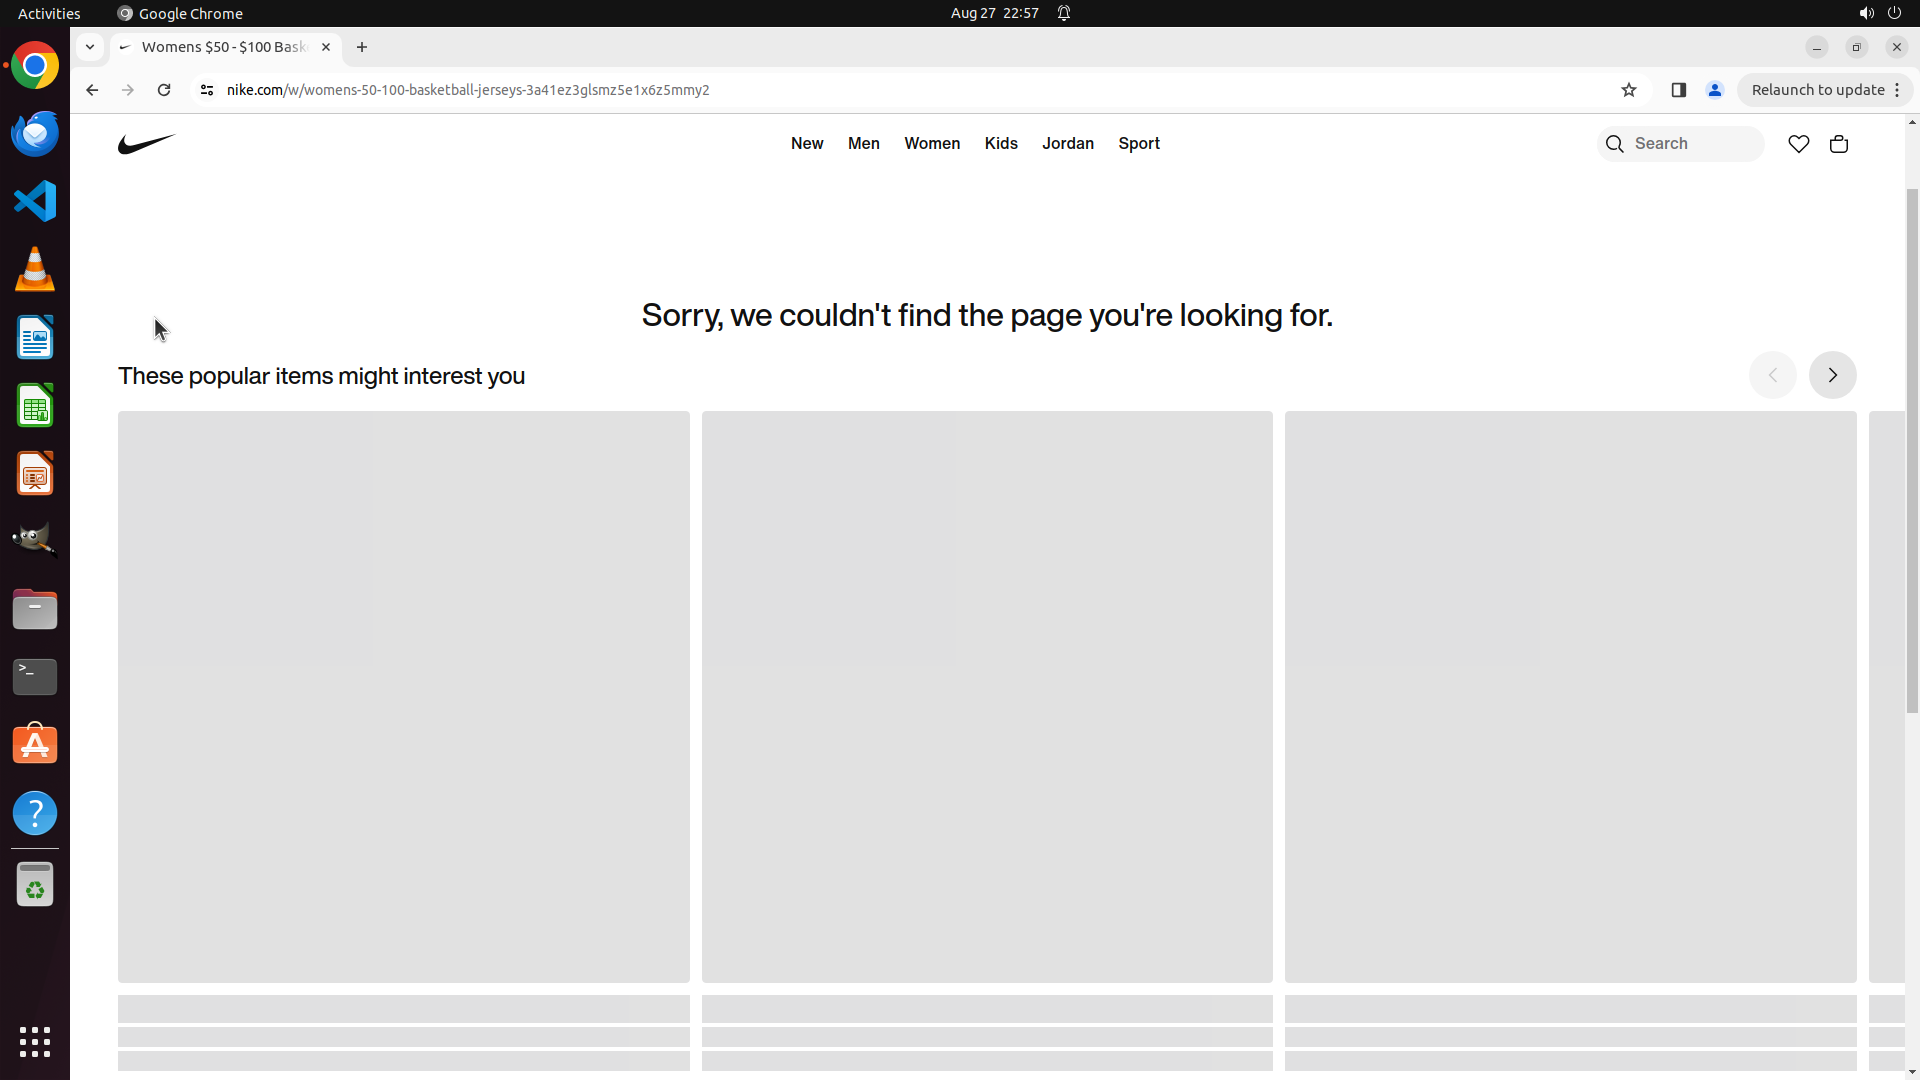 Activities
Google Chrome
Aug 27 22:57
Womens $50 - $100 Bask
nike.com/w/womens-50-100-basketball-jerseys-3a41ez3glsmz5e1x6z5mmy2
Relaunch to update
New
Men
Women
Kids
Jordan
Sport
Search
Sorry, we couldn't find the page you're looking for.
These popular items might interest you